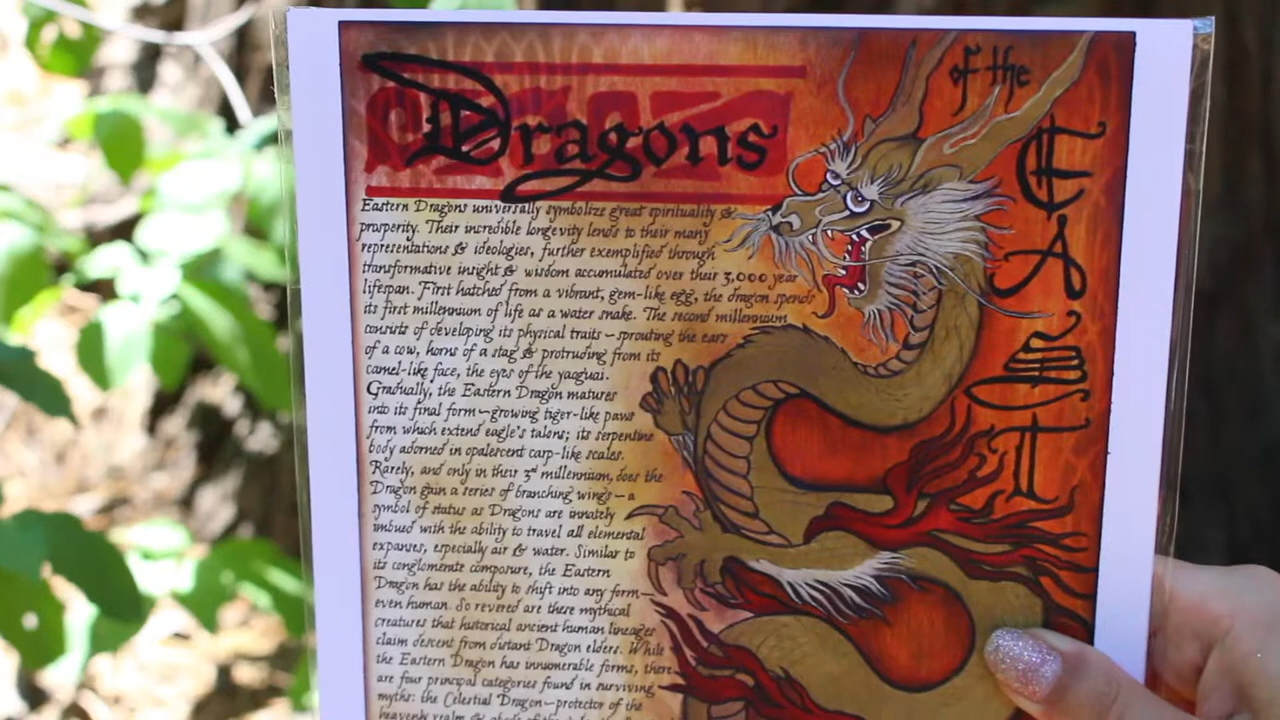 Dragons
of the
EAST
Eastern Dragons universally symbolize great spirituality &
prosperity. Their incredible longevity lends to their many
representations & ideologies, further exemplified through
transformative insight & wisdom accumulated over their 3,000 year
lifespan. First hatched from a vibrant, gem-like egg, the dragon spends
its first millennium of life as a water snake. The second millennium
consists of developing its physical traits – sprouting the ears
of a cow, horns of a stag & protruding from its
camel-like face, the eyes of the yaoguai.
Gradually, the Eastern Dragon matures
into its final form – growing tiger-like paws
from which extend eagle's talons; its serpentine
body adorned in opalescent carp-like scales.
Rarely, and only in their 3rd millennium, does the
Dragon gain a series of branching wings – a
symbol of status as Dragons are innately
imbued with the ability to travel all elemental
expanses, especially air & water. Similar to
its conglomerate composure, the Eastern
Dragon has the ability to shift into any form –
even human. So revered are these mythical
creatures that historical ancient human lineages
claim descent from distant Dragon elders. While
the Eastern Dragon has innumerable forms, there
are four principal categories found in surviving
myths: the Celestial Dragon – protector of the
heavenly realm & abode of the